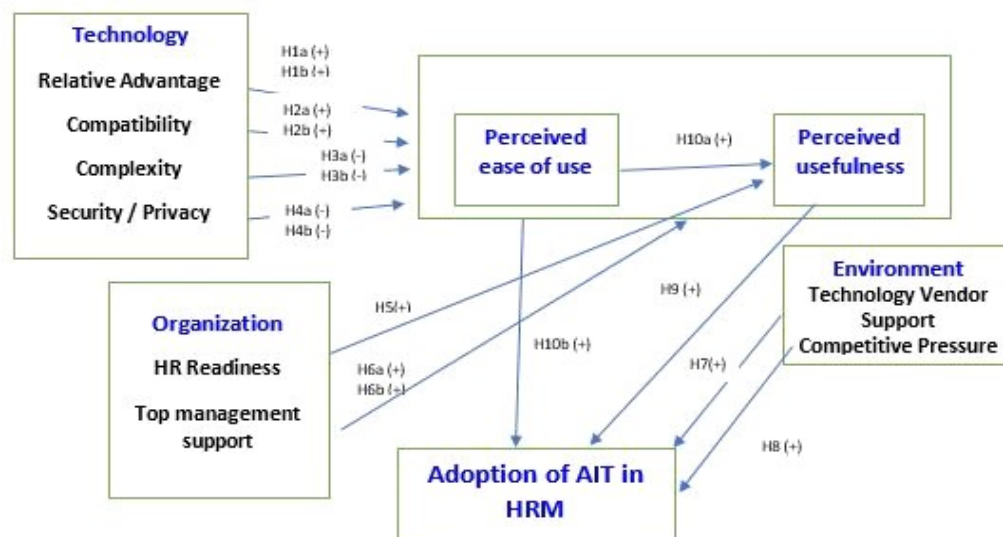 Technology
Relative Advantage
Compatibility
Complexity
Security / Privacy
H1a (+)
H1b (+)
H2a (+)
H2b (+)
H3a (-)
H3b (-)
H4a (-)
H4b (-)
Perceived
ease of use
H10a (+)
Perceived
usefulness
Organization
HR Readiness
Top management
support
H5(+)
H6a (+)
H6b (+)
H10b (+)
H9 (+)
H7(+)
H8 (+)
Environment
Technology Vendor
Support
Competitive Pressure
Adoption of AIT in
HRM